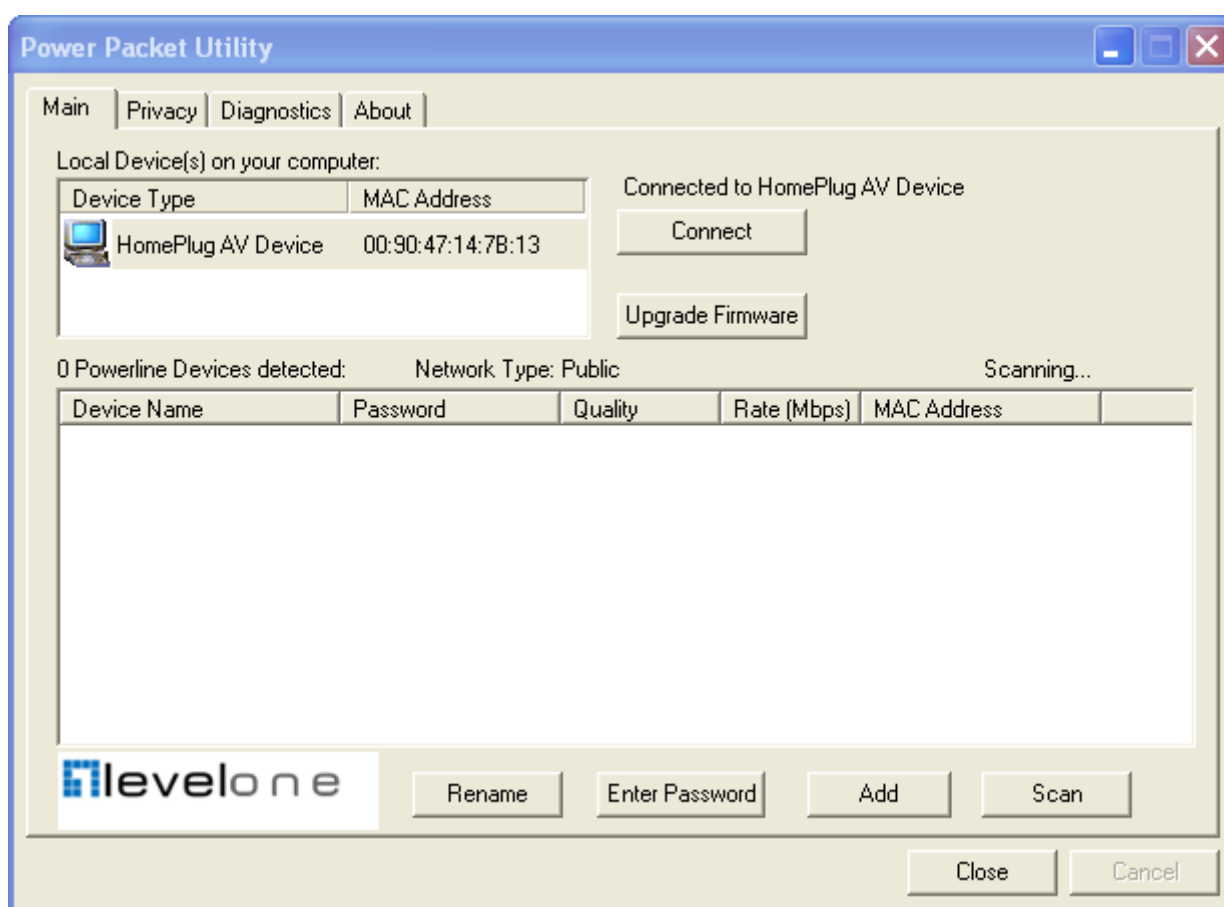 Power Packet Utility
Main Privacy Diagnostics About
Local Device(s) on your computer:
Device Type MAC Address
HomePlug AV Device 00:90:47:14:7B:13
Connected to HomePlug AV Device
Connect
Upgrade Firmware
0 Powerline Devices detected: Network Type: Public Scanning...
Device Name Password Quality Rate (Mbps) MAC Address
levelone
Rename Enter Password Add Scan
Close Cancel